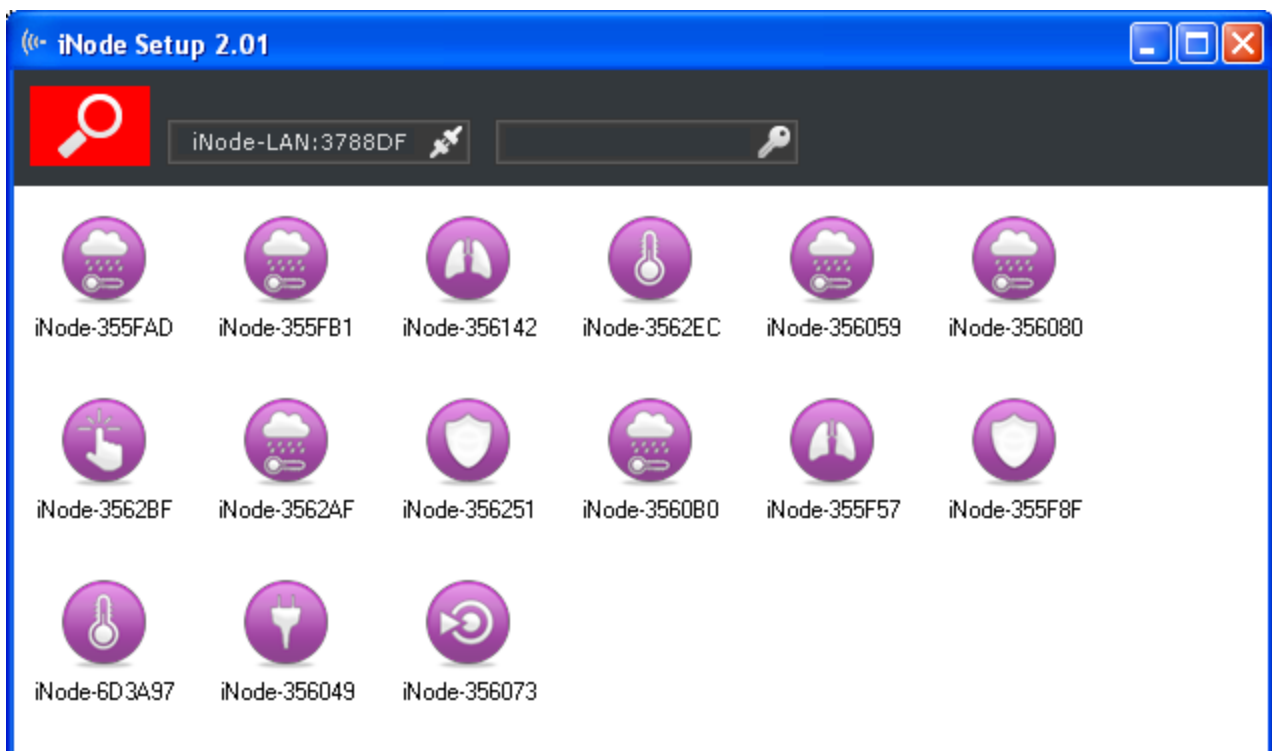 iNode Setup 2.01
iNode-LAN:3788DF
iNode-355FAD iNode-355FB1 iNode-356142 iNode-3562EC iNode-356059 iNode-356080
iNode-3562BF iNode-3562AF iNode-356251 iNode-3560B0 iNode-355F57 iNode-355F8F
iNode-6D3A97 iNode-356049 iNode-356073